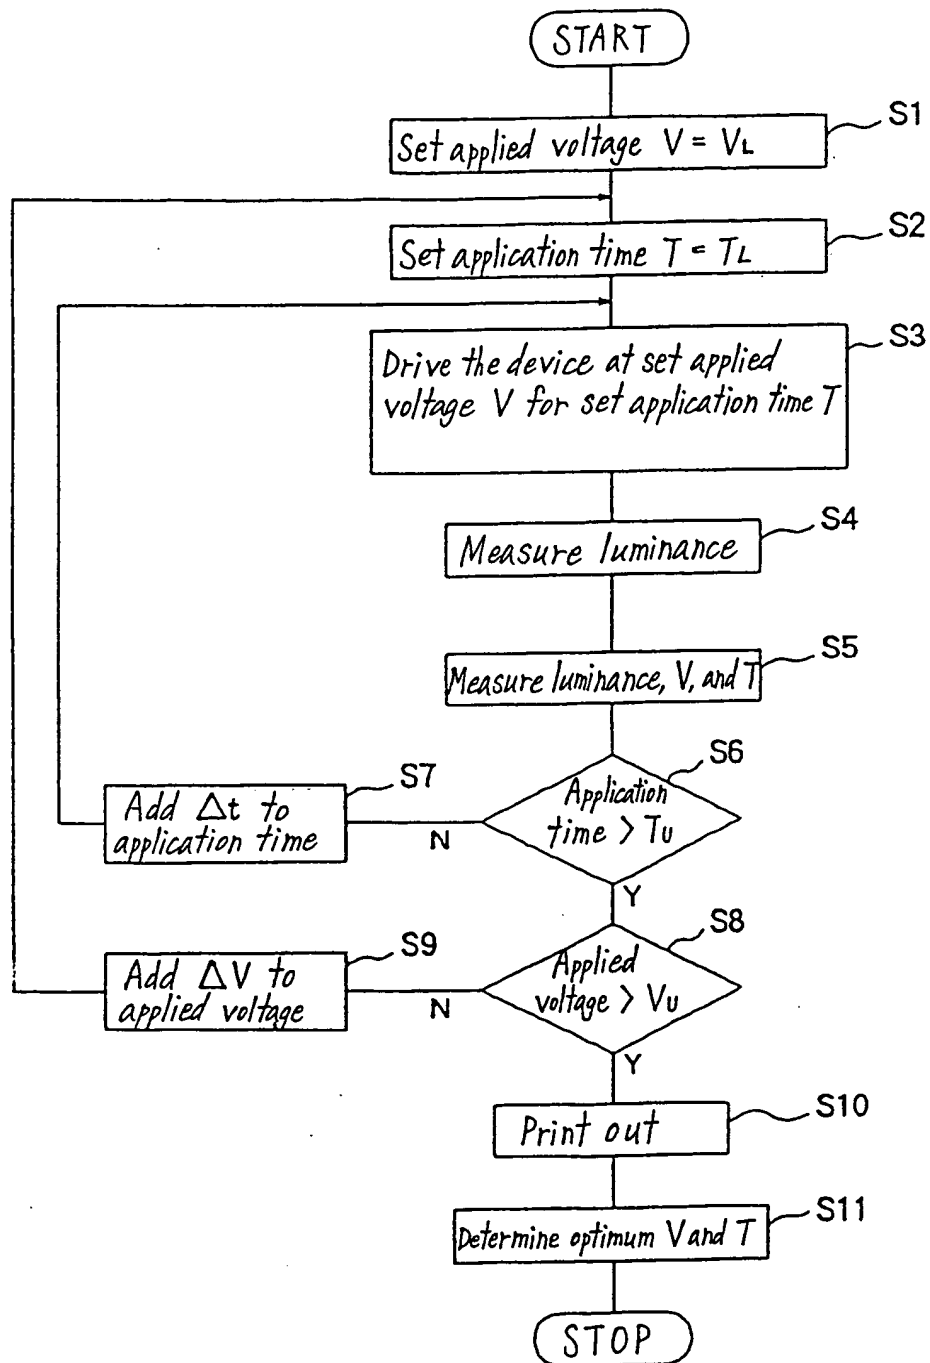 START
S1
Set applied voltage V = VL
S2
Set application time T = TL
S3
Drive the device at set applied
voltage V for set application time T
S4
Measure luminance
S5
Measure luminance, V, and T
S6
Application
time > Tu
S7
Add Δt to
application time
N
Y
S8
Applied
voltage > Vu
S9
Add ΔV to
applied voltage
N
Y
S10
Print out
S11
Determine optimum V and T
STOP